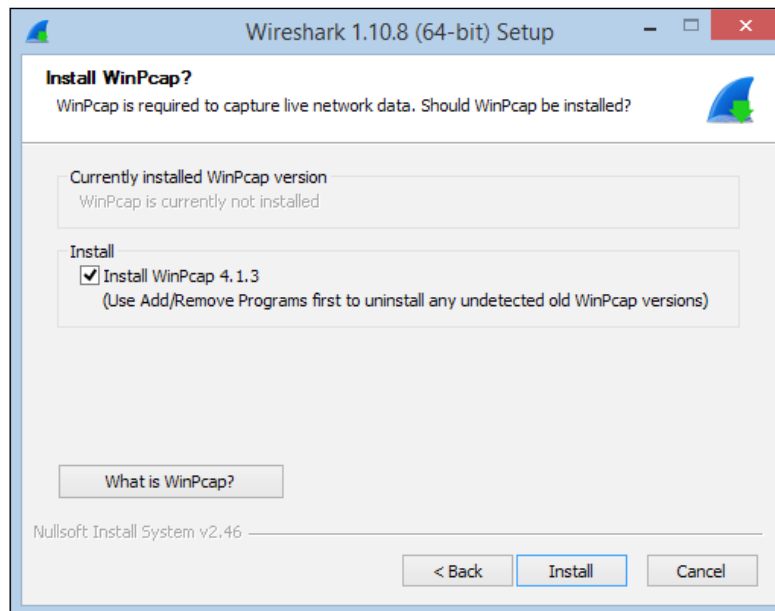 Wireshark 1.10.8 (64-bit) Setup
Install WinPcap?
WinPcap is required to capture live network data. Should WinPcap be installed?
Currently installed WinPcap version
WinPcap is currently not installed
Install
Install WinPcap 4.1.3
(Use Add/Remove Programs first to uninstall any undetected old WinPcap versions)
What is WinPcap?
Nullsoft Install System v2.46
< Back Install Cancel